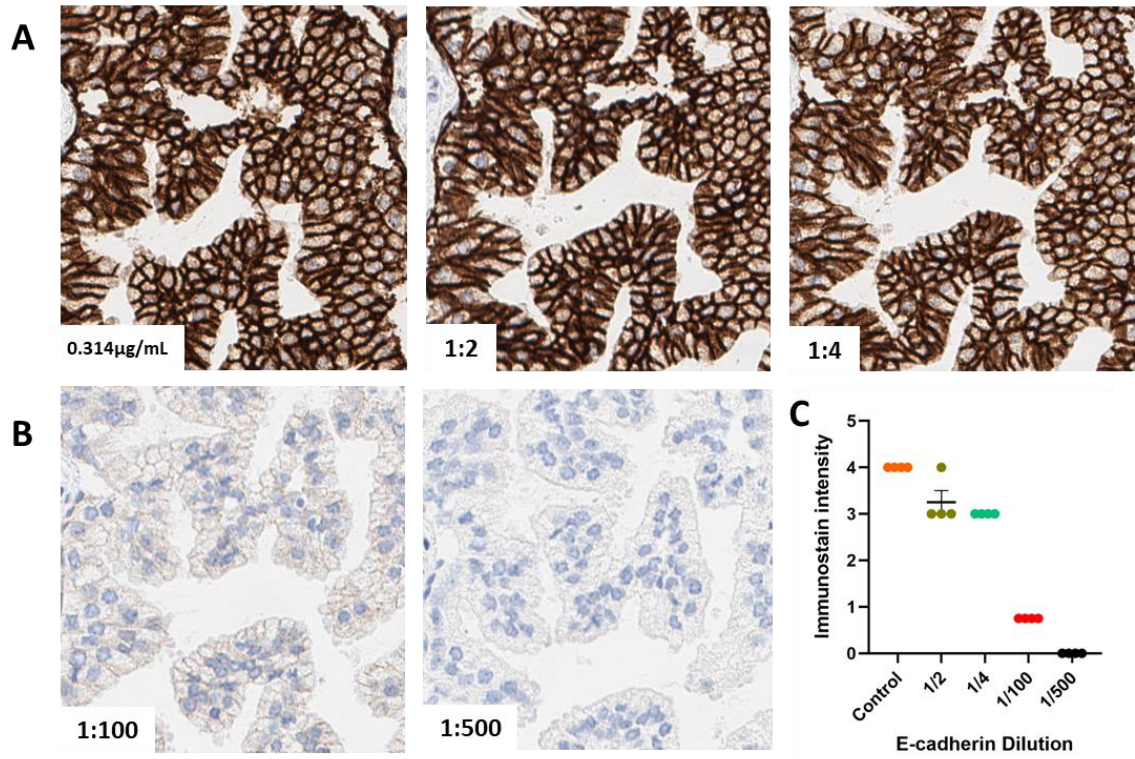 A
0.314µg/mL
1:2
1:4
B
1:100
1:500
C
Immunostain intensity
5
4
3
2
1
0
Control
1/2
1/4
1/100
1/500
E-cadherin Dilution